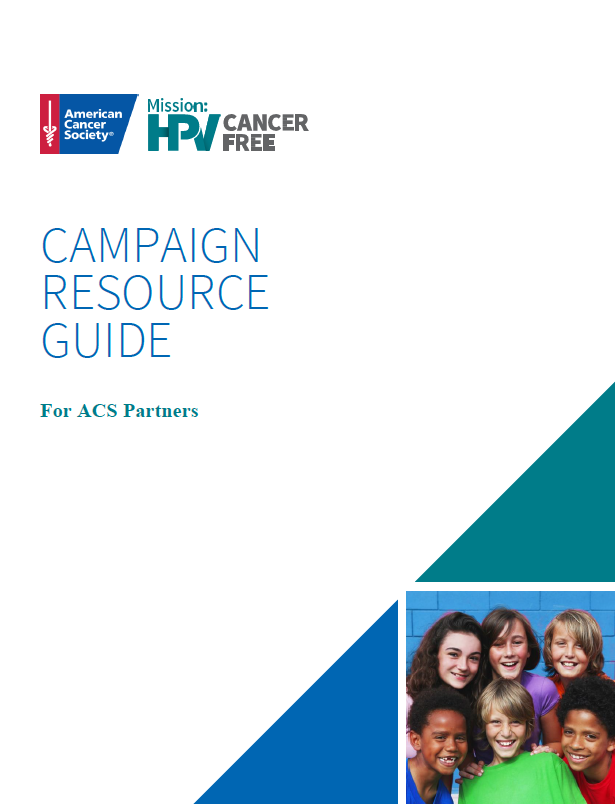 American
Cancer
Society®
Mission:
HPV CANCER
FREE
CAMPAIGN
RESOURCE
GUIDE
For ACS Partners